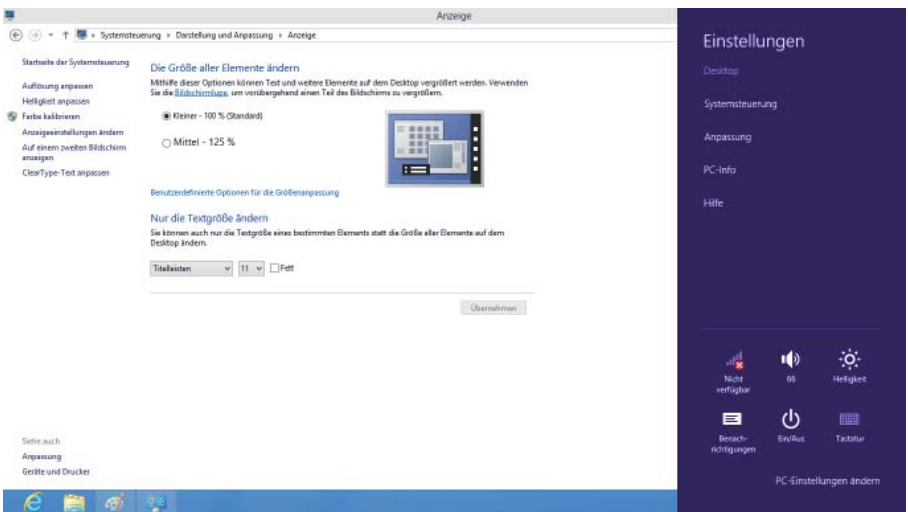 Anzeige
Systemsteuerung ▸ Darstellung und Anpassung ▸ Anzeige
Startseite der Systemsteuerung
Auflösung anpassen
Helligkeit anpassen
Farbe kalibrieren
Anzeigeeinstellungen ändern
Auf einem zweiten Bildschirm
anzeigen
ClearType-Text anpassen
Siehe auch
Anpassung
Geräte und Drucker
Die Größe aller Elemente ändern
Mithilfe dieser Optionen können Text und weitere Elemente auf dem Desktop vergrößert werden. Verwenden
Sie die Bildschirmlupe, um vorübergehend einen Teil des Bildschirms zu vergrößern.
Kleiner - 100 % (Standard)
Mittel - 125 %
Benutzerdefinierte Optionen für die Größenanpassung
Nur die Textgröße ändern
Sie können auch nur die Textgröße eines bestimmten Elements statt die Größe aller Elemente auf dem
Desktop ändern.
Titelleisten 11 Fett
Übernehmen
Einstellungen
Desktop
Systemsteuerung
Anpassung
PC-Info
Hilfe
Nicht
verfügbar
66
Helligkeit
Benach-
richtigungen
Ein/Aus
Tastatur
PC-Einstellungen ändern